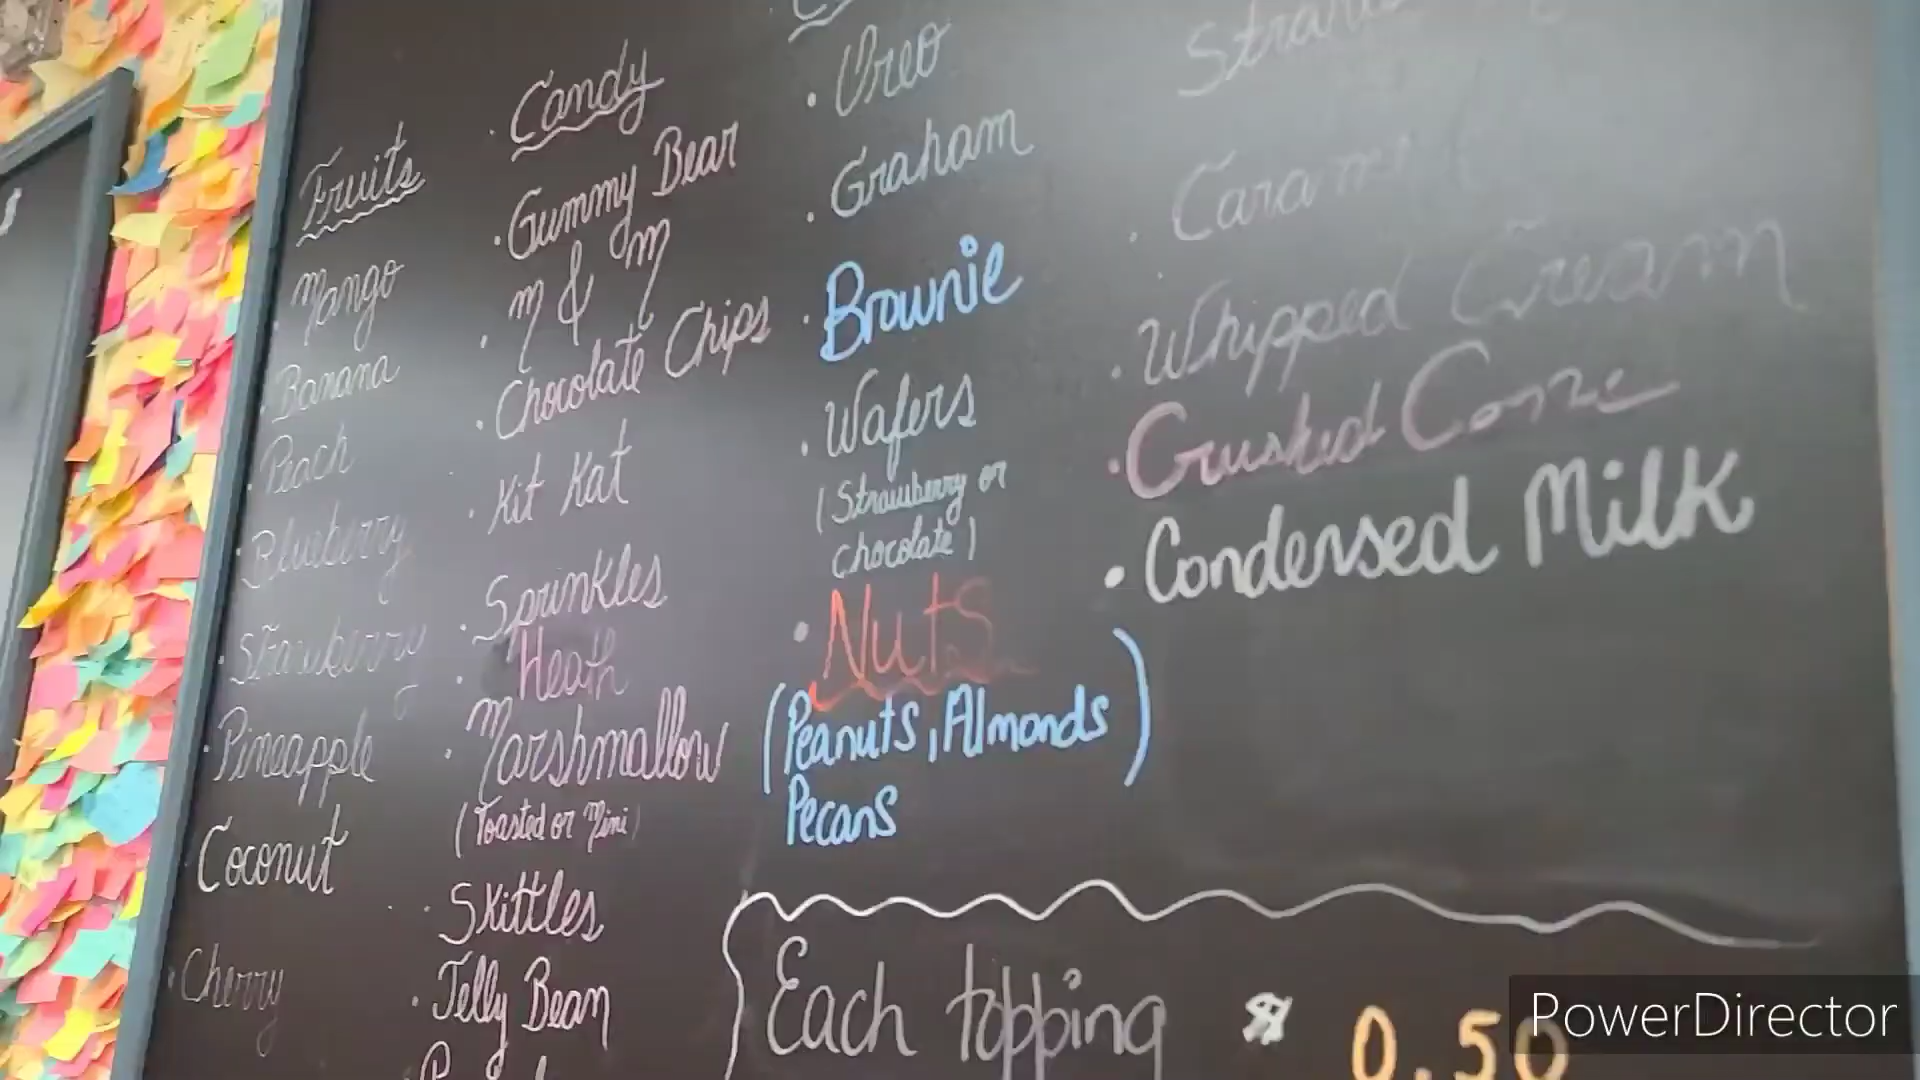 Fruits
Mango
Banana
Peach
Blueberry
Strawberry
Pineapple
Coconut
Cherry
Candy
Gummy Bear
M & M
Chocolate Chips
Kit Kat
Sprinkles
Heath
Marshmallow
(Toasted or Mini)
Skittles
Jelly Bean
Oreo
Graham
Brownie
Wafers
(Strawberry or
chocolate)
Nuts
(Peanuts, Almonds)
Pecans
Caramel
Whipped Cream
Crushed Cone
Condensed Milk
Each topping $ 0.50
PowerDirector